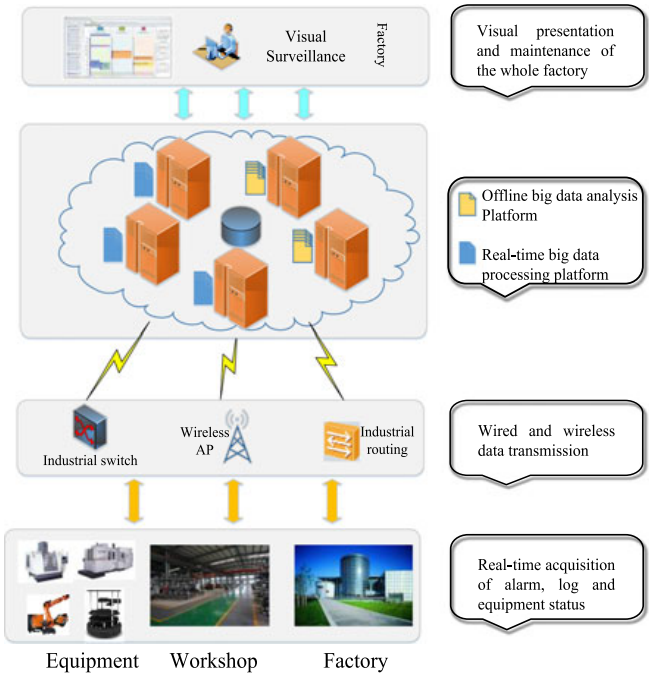 Visual
Surveillance
Factory
Visual presentation
and maintenance of
the whole factory
Offline big data analysis
Platform
Real-time big data
processing platform
Industrial switch
Wireless
AP
Industrial
routing
Wired and wireless
data transmission
Real-time acquisition
of alarm, log and
equipment status
Equipment
Workshop
Factory